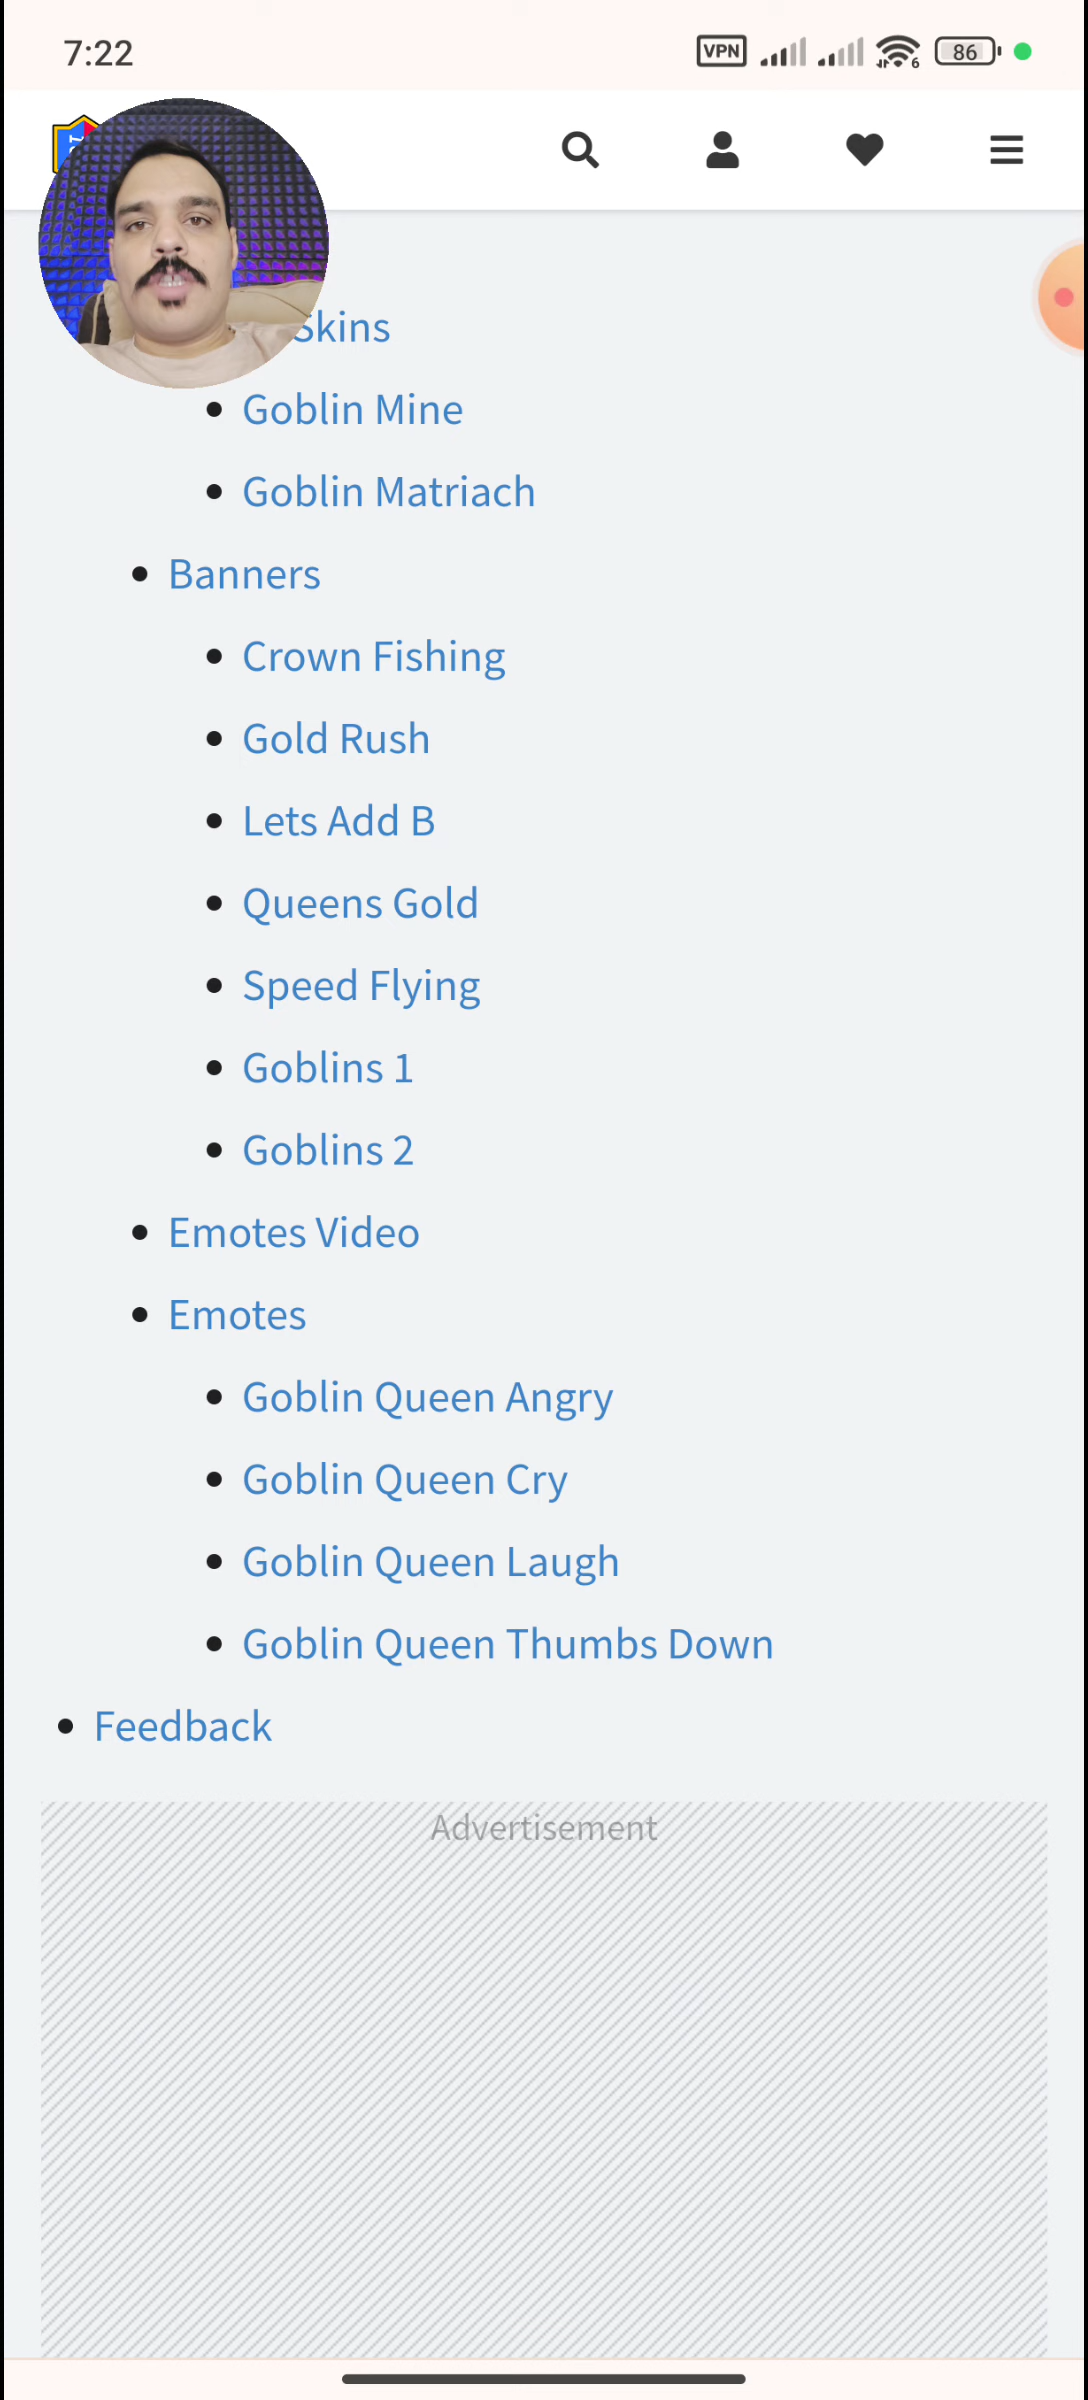 7:22
VPN
6
86
Skins
Goblin Mine
Goblin Matriach
Banners
Crown Fishing
Gold Rush
Lets Add B
Queens Gold
Speed Flying
Goblins 1
Goblins 2
Emotes Video
Emotes
Goblin Queen Angry
Goblin Queen Cry
Goblin Queen Laugh
Goblin Queen Thumbs Down
Feedback
Advertisement